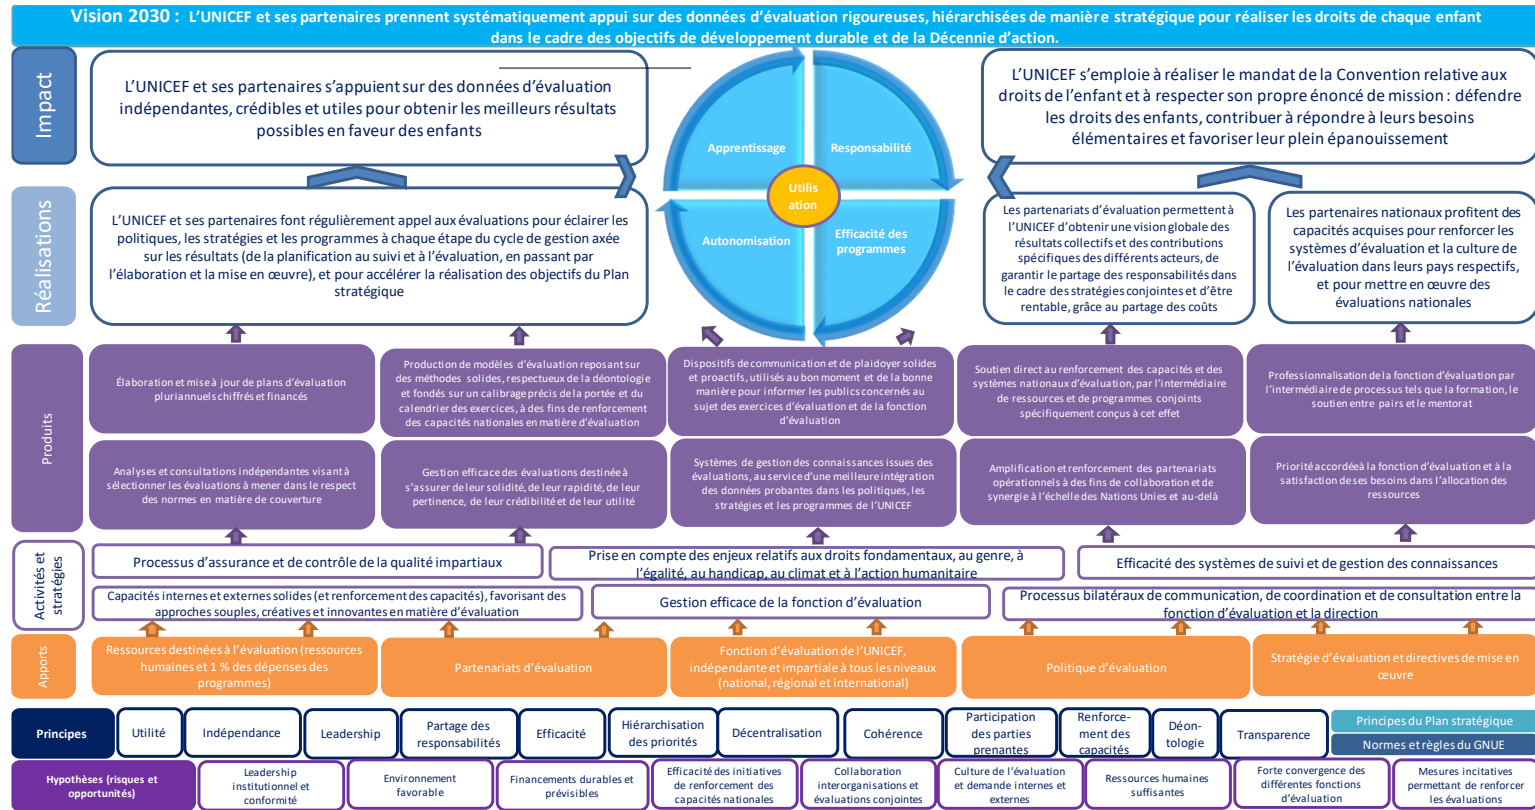 Vision 2030 : L’UNICEF et ses partenaires prennent systématiquement appui sur des données d’évaluation rigoureuses, hiérarchisées de manière stratégique pour réaliser les droits de chaque enfant
dans le cadre des objectifs de développement durable et de la Décennie d’action.
Impact
L’UNICEF et ses partenaires s’appuient sur des données d’évaluation
indépendantes, crédibles et utiles pour obtenir les meilleurs résultats
possibles en faveur des enfants
Apprentissage
Responsabilité
Utilis
ation
Autonomisation
Efficacité des
programmes
L’UNICEF s’emploie à réaliser le mandat de la Convention relative aux
droits de l’enfant et à respecter son propre énoncé de mission : défendre
les droits des enfants, contribuer à répondre à leurs besoins
élémentaires et favoriser leur plein épanouissement
Réalisations
L’UNICEF et ses partenaires font régulièrement appel aux évaluations pour éclairer les
politiques, les stratégies et les programmes à chaque étape du cycle de gestion axée
sur les résultats (de la planification au suivi et à l’évaluation, en passant par
l’élaboration et la mise en œuvre), et pour accélérer la réalisation des objectifs du Plan
stratégique
Les partenariats d’évaluation permettent à
l’UNICEF d’obtenir une vision globale des
résultats collectifs et des contributions
spécifiques des différents acteurs, de
garantir le partage des responsabilités dans
le cadre des stratégies conjointes et d’être
rentable, grâce au partage des coûts
Les partenaires nationaux profitent des
capacités acquises pour renforcer les
systèmes d’évaluation et la culture de
l’évaluation dans leurs pays respectifs,
et pour mettre en œuvre des
évaluations nationales
Produits
Élaboration et mise à jour de plans d’évaluation
pluriannuels chiffrés et financés
Production de modèles d’évaluation reposant sur
des méthodes solides, respectueux de la déontologie
et fondés sur un calibrage précis de la portée et du
calendrier des exercices, à des fins de renforcement
des capacités nationales en matière d’évaluation
Dispositifs de communication et de plaidoyer solides
et proactifs, utilisés au bon moment et de la bonne
manière pour informer les publics concernés au
sujet des exercices d’évaluation et de la fonction
d’évaluation
Soutien direct au renforcement des capacités et des
systèmes nationaux d’évaluation, par l’intermédiaire
de ressources et de programmes conjoints
spécifiquement conçus à cet effet
Professionnalisation de la fonction d’évaluation par
l’intermédiaire de processus tels que la formation, le
soutien entre pairs et le mentorat
Analyses et consultations indépendantes visant à
sélectionner les évaluations à mener dans le respect
des normes en matière de couverture
Gestion efficace des évaluations destinée à
s’assurer de leur solidité, de leur rapidité, de leur
pertinence, de leur crédibilité et de leur utilité
Systèmes de gestion des connaissances issues des
évaluations, au service d’une meilleure intégration
des données probantes dans les politiques, les
stratégies et les programmes de l’UNICEF
Amplification et renforcement des partenariats
opérationnels à des fins de collaboration et de
synergie à l’échelle des Nations Unies et au-delà
Priorité accordée à la fonction d’évaluation et à la
satisfaction de ses besoins dans l’allocation des
ressources
Activités et
stratégies
Processus d’assurance et de contrôle de la qualité impartiaux
Prise en compte des enjeux relatifs aux droits fondamentaux, au genre, à
l’égalité, au handicap, au climat et à l’action humanitaire
Efficacité des systèmes de suivi et de gestion des connaissances
Capacités internes et externes solides (et renforcement des capacités), favorisant des
approches souples, créatives et innovantes en matière d’évaluation
Gestion efficace de la fonction d’évaluation
Processus bilatéraux de communication, de coordination et de consultation entre la
fonction d’évaluation et la direction
Apports
Ressources destinées à l’évaluation (ressources
humaines et 1 % des dépenses des
programmes)
Partenariats d’évaluation
Fonction d’évaluation de l’UNICEF,
indépendante et impartiale à tous les niveaux
(national, régional et international)
Politique d’évaluation
Stratégie d’évaluation et directives de mise en
œuvre
Principes
Utilité
Indépendance
Leadership
Partage des
responsabilités
Efficacité
Hiérarchisation
des priorités
Décentralisation
Cohérence
Participation
des parties
prenantes
Renforce-
ment des
capacités
Déon-
tologie
Transparence
Principes du Plan stratégique
Normes et règles du GNUE
Hypothèses (risques et
opportunités)
Leadership
institutionnel et
conformité
Environnement
favorable
Financements durables et
prévisibles
Efficacité des initiatives
de renforcement des
capacités nationales
Collaboration
interorganisations et
évaluations conjointes
Culture de l’évaluation
et demande internes et
externes
Ressources humaines
suffisantes
Forte convergence des
différentes fonctions
d’évaluation
Mesures incitatives
permettant de renforcer
les évaluations